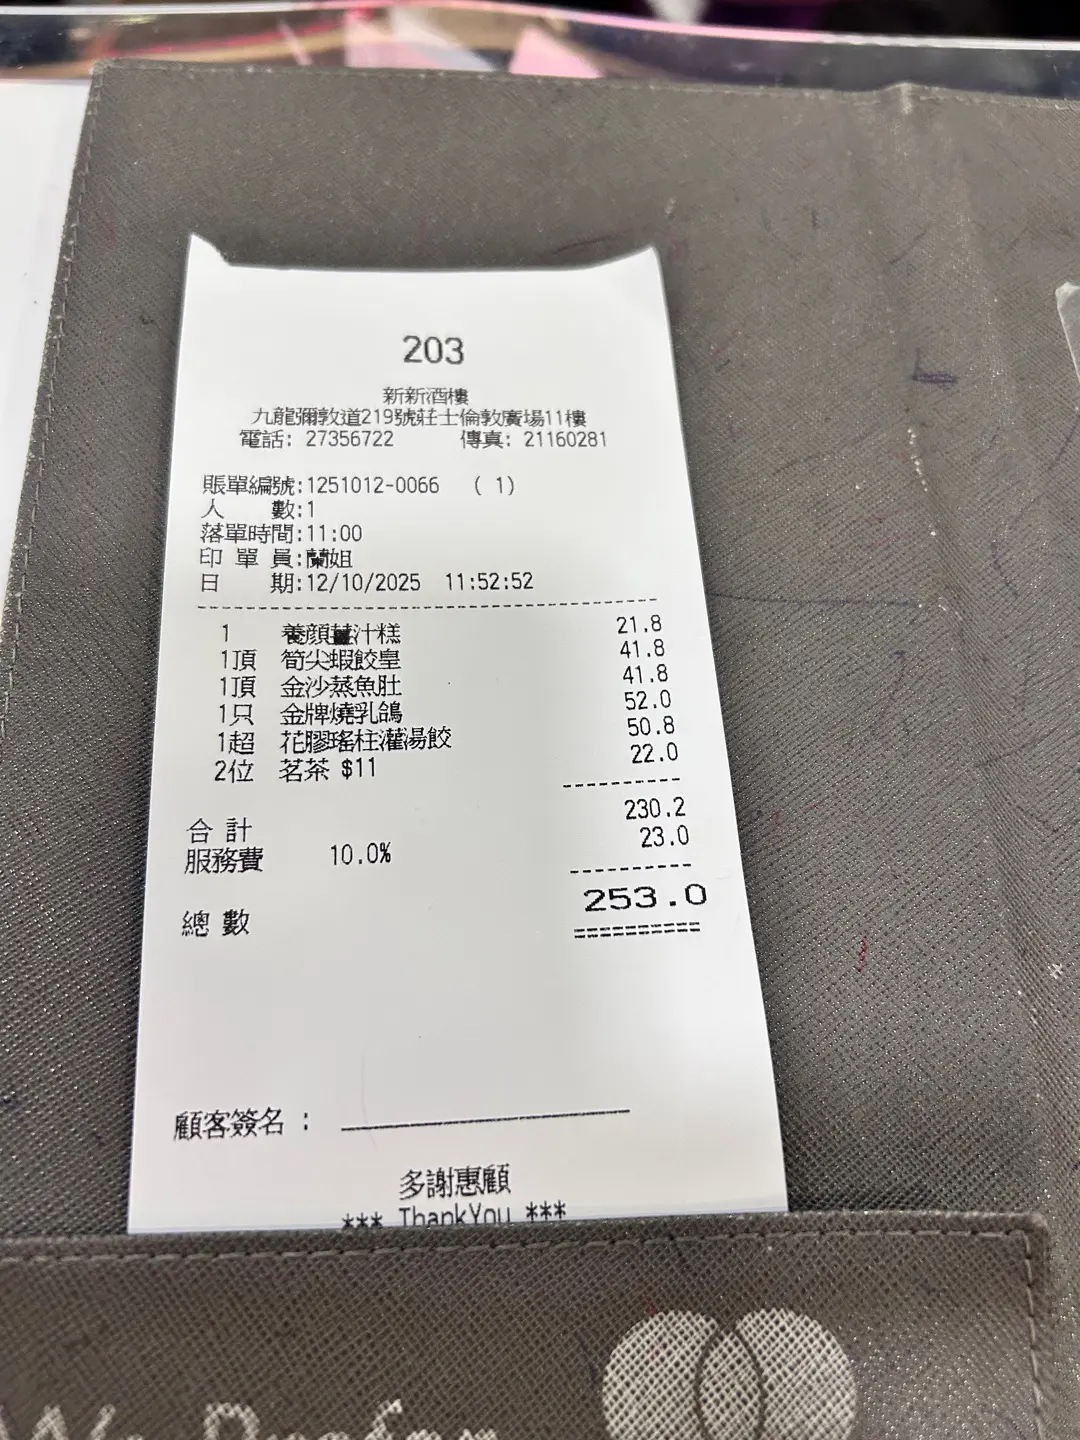 203
新新酒樓
九龍彌敦道219號莊士倫敦廣場11樓
電話: 27356722 傳真: 21160281
賬單編號:1251012-0066 ( 1)
人 數:1
落單時間:11:00
印 單 員:蘭姐
日 期:12/10/2025 11:52:52
1 養顏薑汁糕 21.8
1頂 筍尖蝦餃皇 41.8
1頂 金沙蒸魚肚 41.8
1只 金牌燒乳鴿 52.0
1超 花膠瑤柱灌湯餃 50.8
2位 茗茶 $11 22.0
合 計 230.2
服務費 10.0% 23.0
總 數 253.0
顧客簽名 :
多謝惠顧
*** ThankYou ***
We Prefer